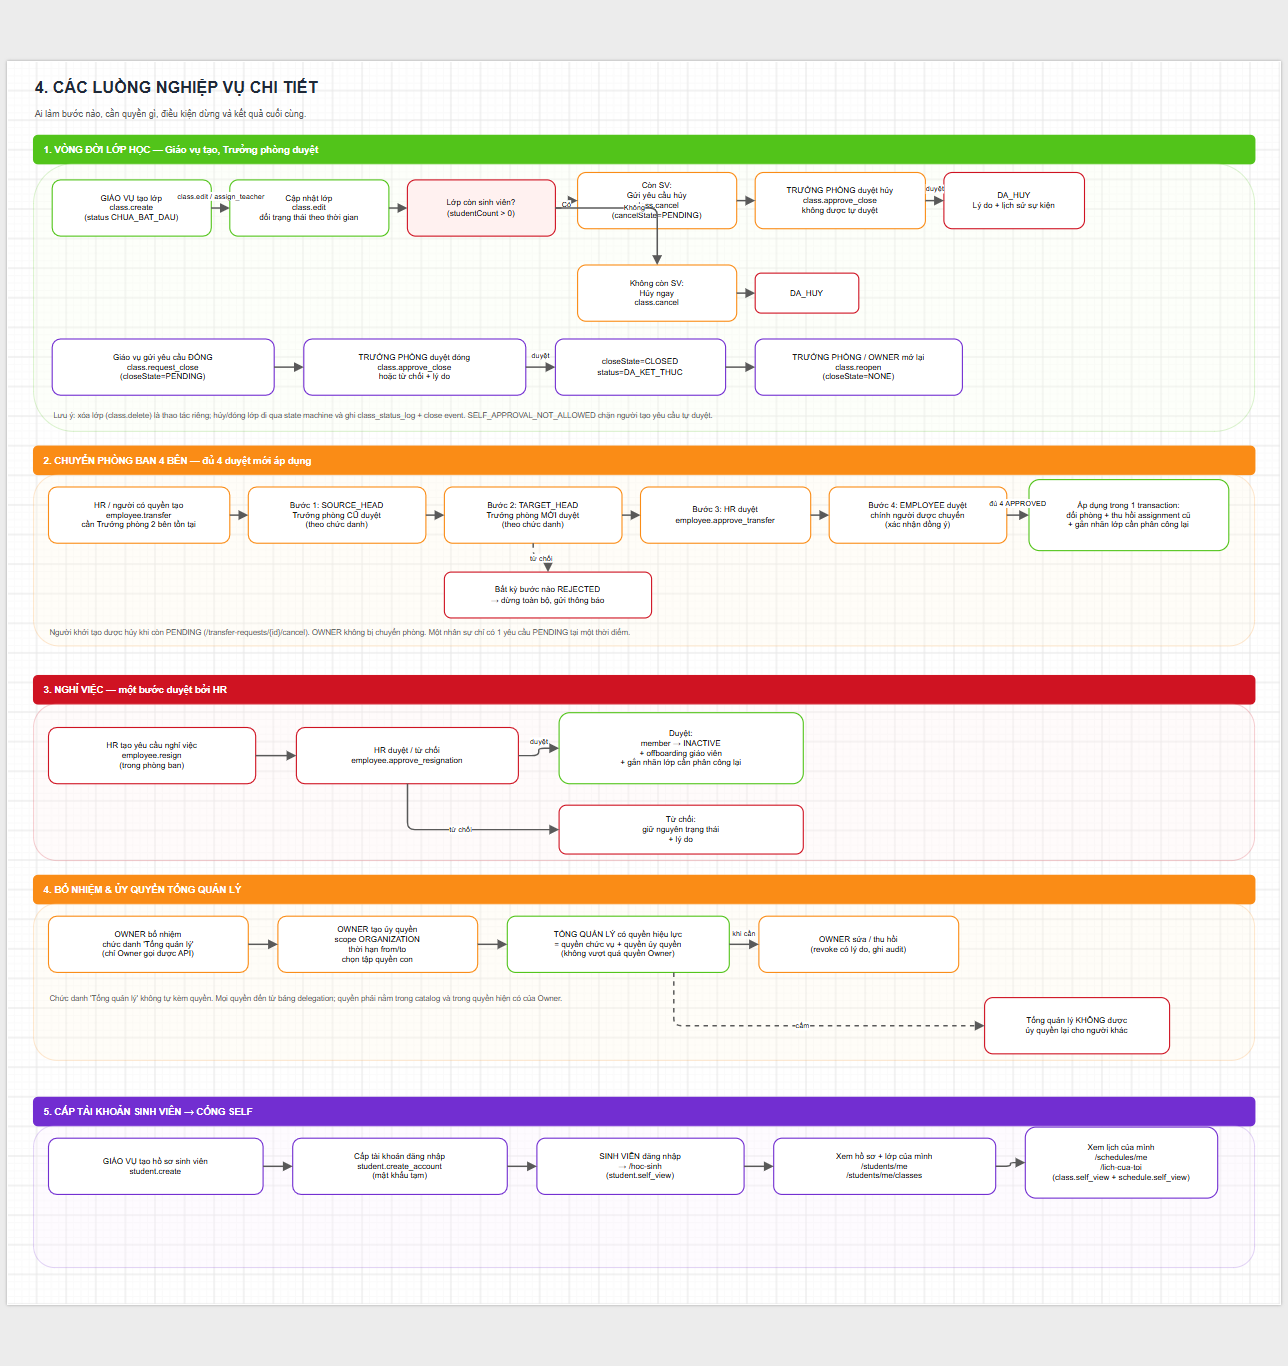 4. CÁC LUỒNG NGHIỆP VỤ CHI TIẾT
Ai làm bước nào, cần quyền gì, điều kiện dừng và kết quả cuối cùng.
1. VÒNG ĐỜI LỚP HỌC — Giáo vụ tạo, Trưởng phòng duyệt
GIÁO VỤ tạo lớp
class.create
(status CHUA_BAT_DAU)
class.edit / assign_teacher
Cập nhật lớp
class.edit
đổi trạng thái theo thời gian
Lớp còn sinh viên?
(studentCount > 0)
Có
Không
Còn SV:
Gửi yêu cầu hủy
class.cancel
(cancelState=PENDING)
TRƯỞNG PHÒNG duyệt hủy
class.approve_close
không được tự duyệt
duyệt
DA_HUY
Lý do + lịch sử sự kiện
Không còn SV:
Hủy ngay
class.cancel
DA_HUY
Giáo vụ gửi yêu cầu ĐÓNG
class.request_close
(closeState=PENDING)
TRƯỞNG PHÒNG duyệt đóng
class.approve_close
hoặc từ chối + lý do
duyệt
closeState=CLOSED
status=DA_KET_THUC
TRƯỞNG PHÒNG / OWNER mở lại
class.reopen
(closeState=NONE)
Lưu ý: xóa lớp (class.delete) là thao tác riêng; hủy/đóng lớp đi qua state machine và ghi class_status_log + close event. SELF_APPROVAL_NOT_ALLOWED chặn người tạo yêu cầu tự duyệt.
2. CHUYỂN PHÒNG BAN 4 BÊN — đủ 4 duyệt mới áp dụng
HR / người có quyền tạo
employee.transfer
cần Trưởng phòng 2 bên tồn tại
Bước 1: SOURCE_HEAD
Trưởng phòng CŨ duyệt
(theo chức danh)
Bước 2: TARGET_HEAD
Trưởng phòng MỚI duyệt
(theo chức danh)
Bước 3: HR duyệt
employee.approve_transfer
Bước 4: EMPLOYEE duyệt
chính người được chuyển
(xác nhận đồng ý)
đủ 4 APPROVED
Áp dụng trong 1 transaction:
đổi phòng + thu hồi assignment cũ
+ gắn nhãn lớp cần phân công lại
từ chối
Bất kỳ bước nào REJECTED
→ dừng toàn bộ, gửi thông báo
Người khởi tạo được hủy khi còn PENDING (/transfer-requests/{id}/cancel). OWNER không bị chuyển phòng. Một nhân sự chỉ có 1 yêu cầu PENDING tại một thời điểm.
3. NGHỈ VIỆC — một bước duyệt bởi HR
HR tạo yêu cầu nghỉ việc
employee.resign
(trong phòng ban)
HR duyệt / từ chối
employee.approve_resignation
duyệt
Duyệt:
member → INACTIVE
+ offboarding giáo viên
+ gắn nhãn lớp cần phân công lại
từ chối
Từ chối:
giữ nguyên trạng thái
+ lý do
4. BỔ NHIỆM & ỦY QUYỀN TỔNG QUẢN LÝ
OWNER bổ nhiệm
chức danh 'Tổng quản lý'
(chỉ Owner gọi được API)
OWNER tạo ủy quyền
scope ORGANIZATION
thời hạn from/to
chọn tập quyền con
TỔNG QUẢN LÝ có quyền hiệu lực
= quyền chức vụ + quyền ủy quyền
(không vượt quá quyền Owner)
khi cần
OWNER sửa / thu hồi
(revoke có lý do, ghi audit)
Chức danh 'Tổng quản lý' không tự kèm quyền. Mọi quyền đến từ bảng delegation; quyền phải nằm trong catalog và trong quyền hiện có của Owner.
cấm
Tổng quản lý KHÔNG được
ủy quyền lại cho người khác
5. CẤP TÀI KHOẢN SINH VIÊN → CỔNG SELF
GIÁO VỤ tạo hồ sơ sinh viên
student.create
Cấp tài khoản đăng nhập
student.create_account
(mật khẩu tạm)
SINH VIÊN đăng nhập
→ /hoc-sinh
(student.self_view)
Xem hồ sơ + lớp của mình
/students/me
/students/me/classes
Xem lịch của mình
/schedules/me
/lich-cua-toi
(class.self_view + schedule.self_view)